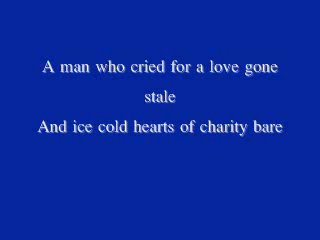 A man who cried for a love gone
stale
And ice cold hearts of charity bare